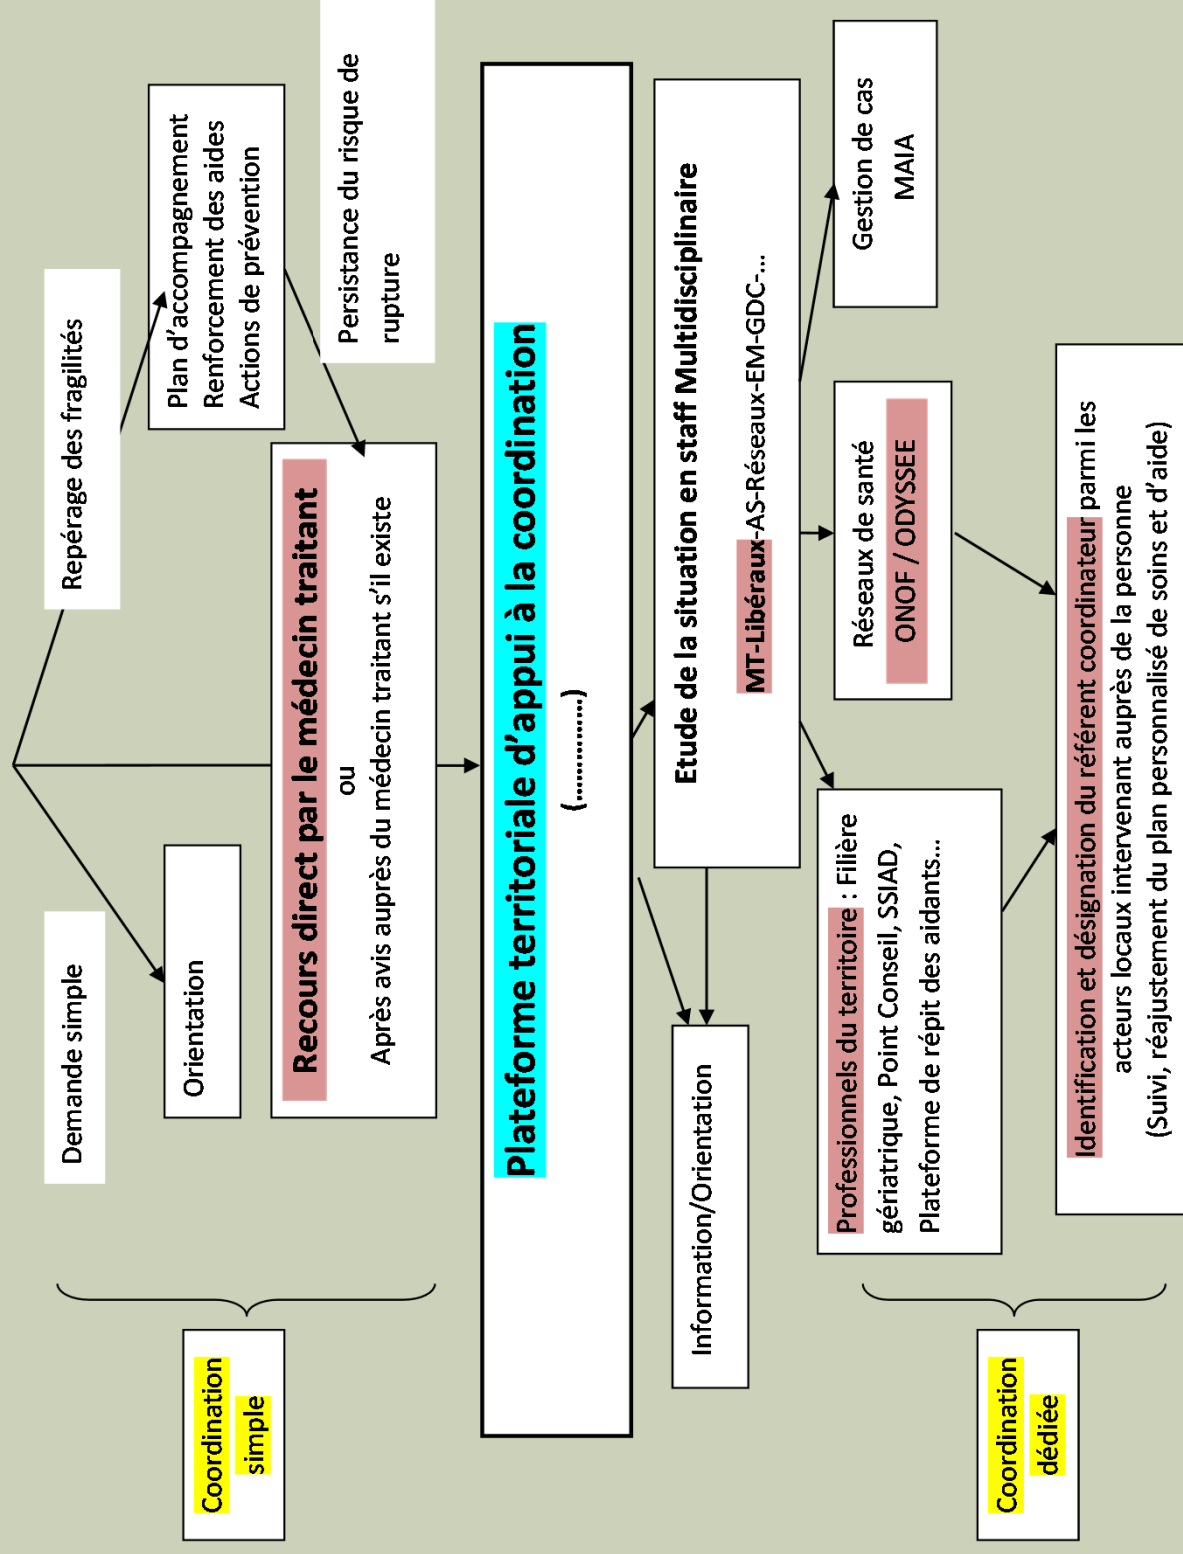 Demande simple
Repérage des fragilités
Orientation
Plan d’accompagnement
Renforcement des aides
Actions de prévention
Coordination
simple
Recours direct par le médecin traitant
ou
Après avis auprès du médecin traitant s’il existe
Persistance du risque de
rupture
Plateforme territoriale d’appui à la coordination
(……………)
Information/Orientation
Etude de la situation en staff Multidisciplinaire
MT-Libéraux-AS-Réseaux-EM-GDC-…
Professionnels du territoire : Filière
gériatrique, Point Conseil, SSIAD,
Plateforme de répit des aidants…
Réseaux de santé
ONOF / ODYSSEE
Gestion de cas
MAIA
Coordination
dédiée
Identification et désignation du référent coordinateur parmi les
acteurs locaux intervenant auprès de la personne
(Suivi, réajustement du plan personnalisé de soins et d’aide)